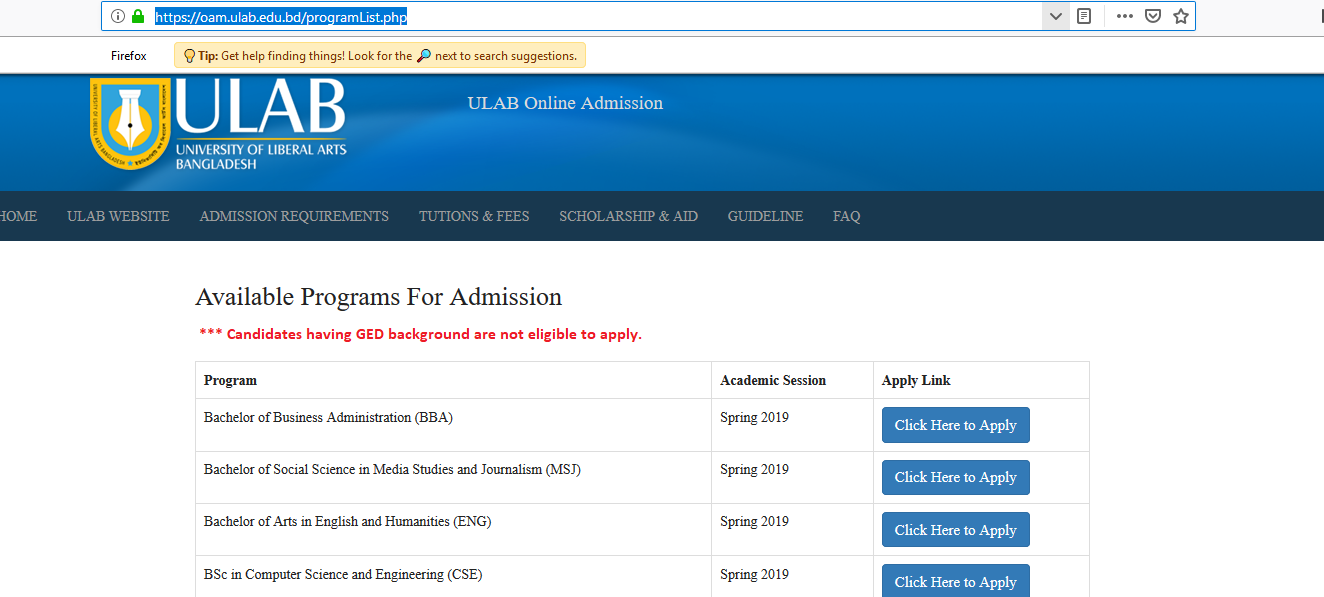 https://oam.ulab.edu.bd/programList.php
Firefox
Tip: Get help finding things! Look for the next to search suggestions.
ULAB
UNIVERSITY OF LIBERAL ARTS
BANGLADESH
ULAB Online Admission
HOME ULAB WEBSITE ADMISSION REQUIREMENTS TUTIONS & FEES SCHOLARSHIP & AID GUIDELINE FAQ
Available Programs For Admission
*** Candidates having GED background are not eligible to apply.
Program Academic Session Apply Link
Bachelor of Business Administration (BBA) Spring 2019 Click Here to Apply
Bachelor of Social Science in Media Studies and Journalism (MSJ) Spring 2019 Click Here to Apply
Bachelor of Arts in English and Humanities (ENG) Spring 2019 Click Here to Apply
BSc in Computer Science and Engineering (CSE) Spring 2019 Click Here to Apply